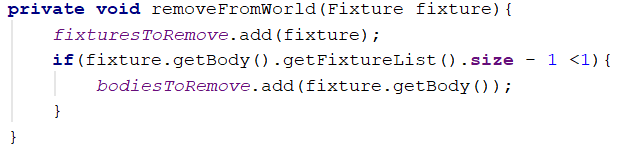 private void removeFromWorld(Fixture fixture){
    fixturesToRemove.add(fixture);
    if(fixture.getBody().getFixtureList().size - 1 <1){
        bodiesToRemove.add(fixture.getBody());
    }
}